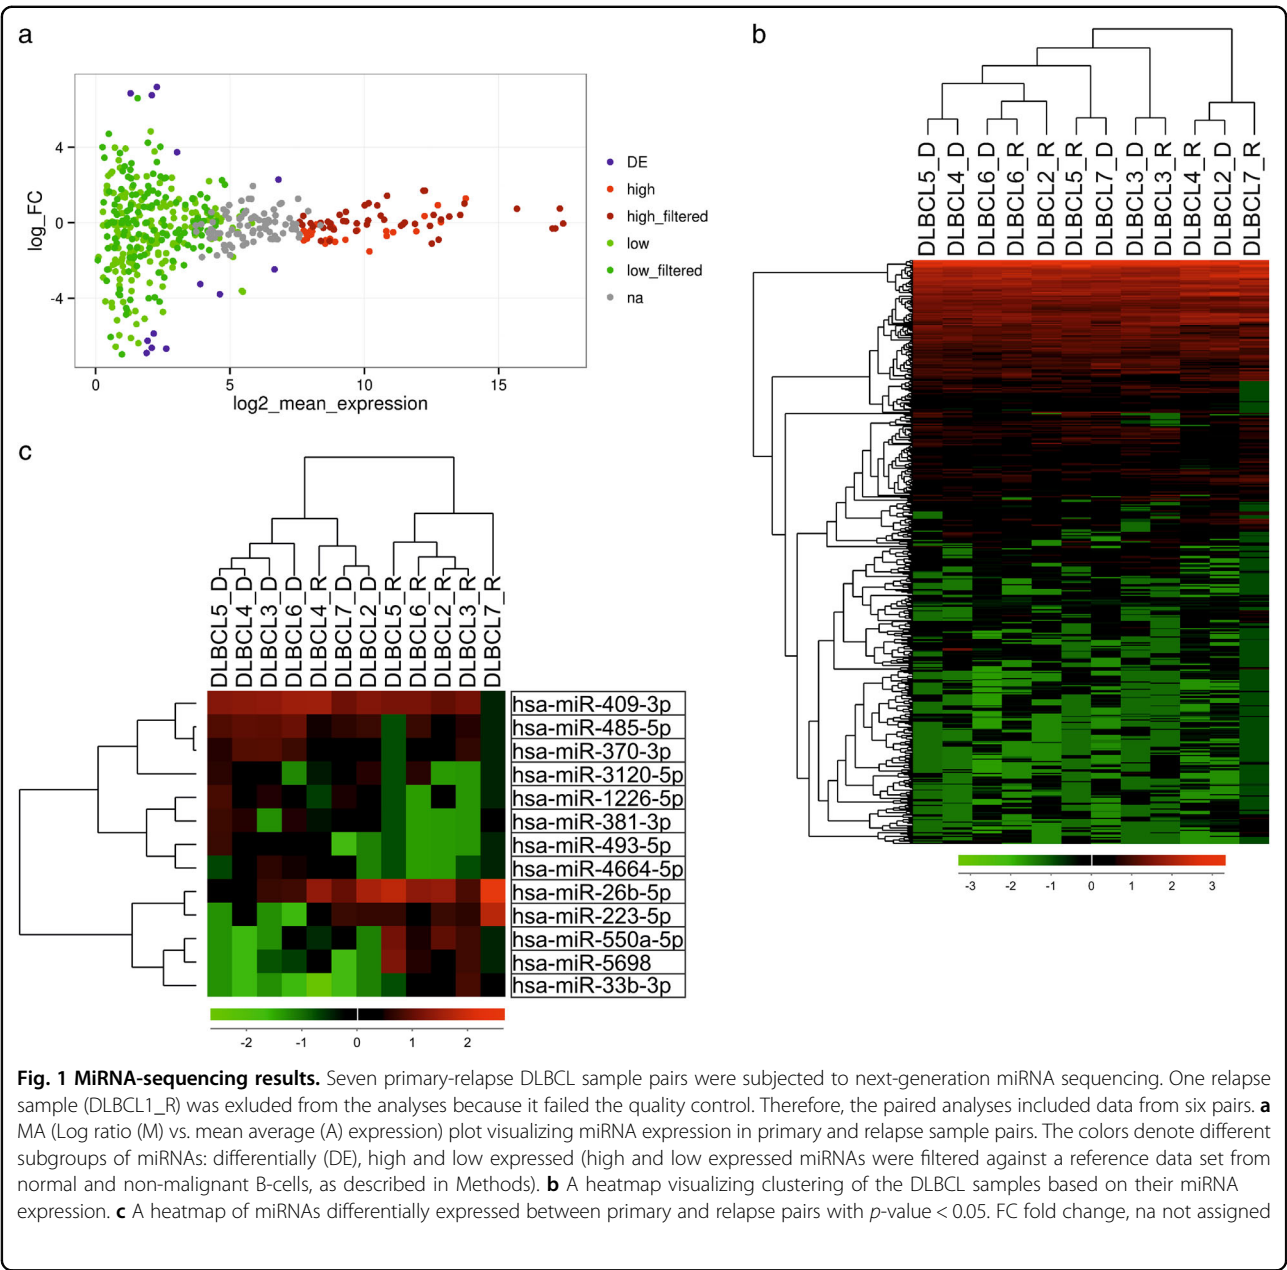 a
4
0
-4
log_FC
0
5
10
15
log2_mean_expression
DE
high
high_filtered
low
low_filtered
na
b
DLBCL5_D
DLBCL4_D
DLBCL6_D
DLBCL6_R
DLBCL2_R
DLBCL5_R
DLBCL7_D
DLBCL3_D
DLBCL3_R
DLBCL4_R
DLBCL2_D
DLBCL7_R
-3 -2 -1 0 1 2 3
c
DLBCL5_D
DLBCL4_D
DLBCL3_D
DLBCL6_D
DLBCL4_R
DLBCL7_D
DLBCL2_D
DLBCL5_R
DLBCL6_R
DLBCL2_R
DLBCL3_R
DLBCL7_R
hsa-miR-409-3p
hsa-miR-485-5p
hsa-miR-370-3p
hsa-miR-3120-5p
hsa-miR-1226-5p
hsa-miR-381-3p
hsa-miR-493-5p
hsa-miR-4664-5p
hsa-miR-26b-5p
hsa-miR-223-5p
hsa-miR-550a-5p
hsa-miR-5698
hsa-miR-33b-3p
-2 -1 0 1 2
Fig. 1 MiRNA-sequencing results. Seven primary-relapse DLBCL sample pairs were subjected to next-generation miRNA sequencing. One relapse
sample (DLBCL1_R) was exluded from the analyses because it failed the quality control. Therefore, the paired analyses included data from six pairs. a
MA (Log ratio (M) vs. mean average (A) expression) plot visualizing miRNA expression in primary and relapse sample pairs. The colors denote different
subgroups of miRNAs: differentially (DE), high and low expressed (high and low expressed miRNAs were filtered against a reference data set from
normal and non-malignant B-cells, as described in Methods). b A heatmap visualizing clustering of the DLBCL samples based on their miRNA
expression. c A heatmap of miRNAs differentially expressed between primary and relapse pairs with p-value < 0.05. FC fold change, na not assigned